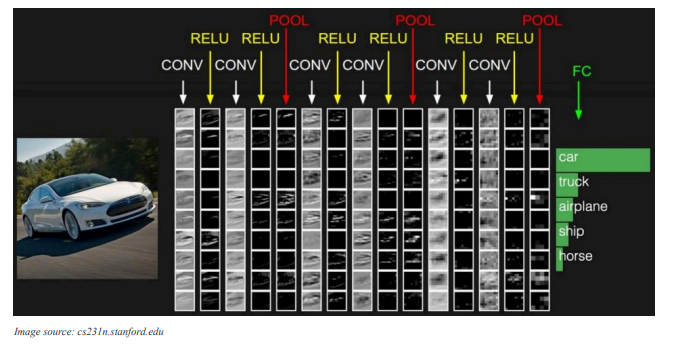 POOL POOL POOL
RELU RELU RELU RELU RELU RELU
CONV CONV CONV CONV CONV CONV
FC
car
truck
airplane
ship
horse
Image source: cs231n.stanford.edu